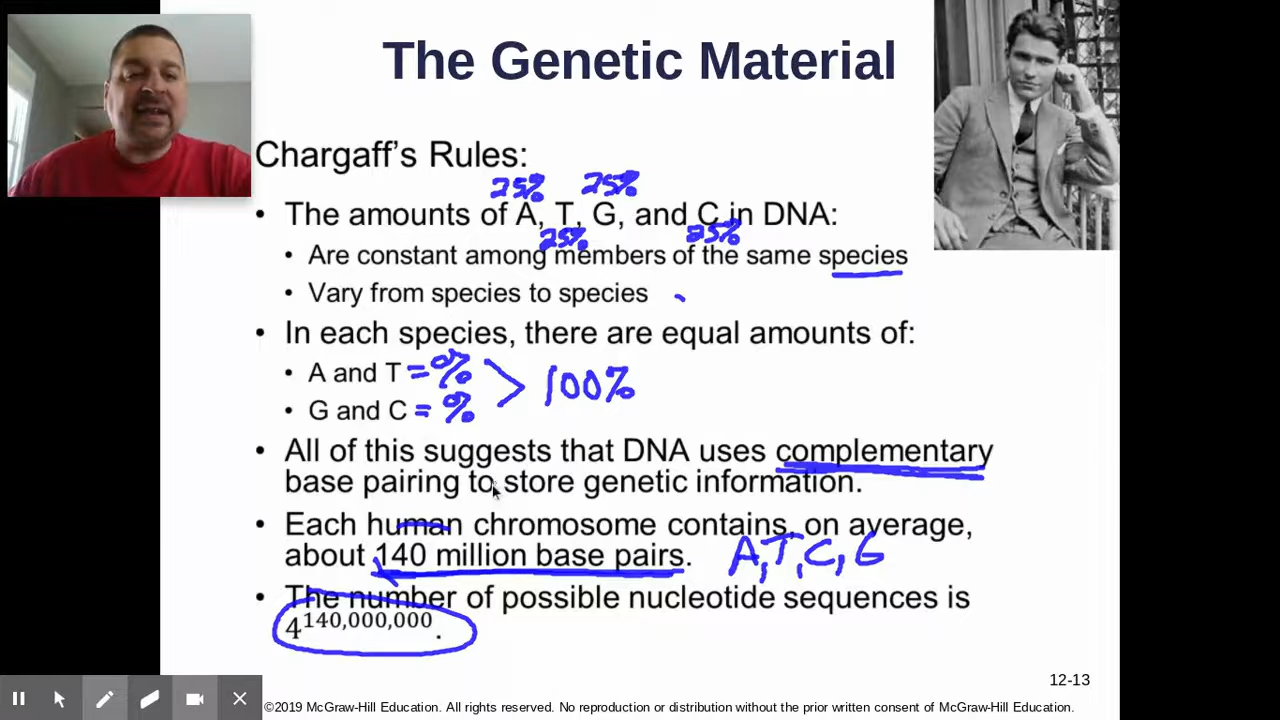 The Genetic Material
Chargaff's Rules:
25% 25%
• The amounts of A, T, G, and C in DNA:
25% 25%
• Are constant among members of the same species
• Vary from species to species
• In each species, there are equal amounts of:
• A and T = %
> 100%
• G and C = %
• All of this suggests that DNA uses complementary
base pairing to store genetic information.
• Each human chromosome contains, on average,
about 140 million base pairs. A, T, C, G
• The number of possible nucleotide sequences is
4^140,000,000.
12-13
©2019 McGraw-Hill Education. All rights reserved. No reproduction or distribution without the prior written consent of McGraw-Hill Education.